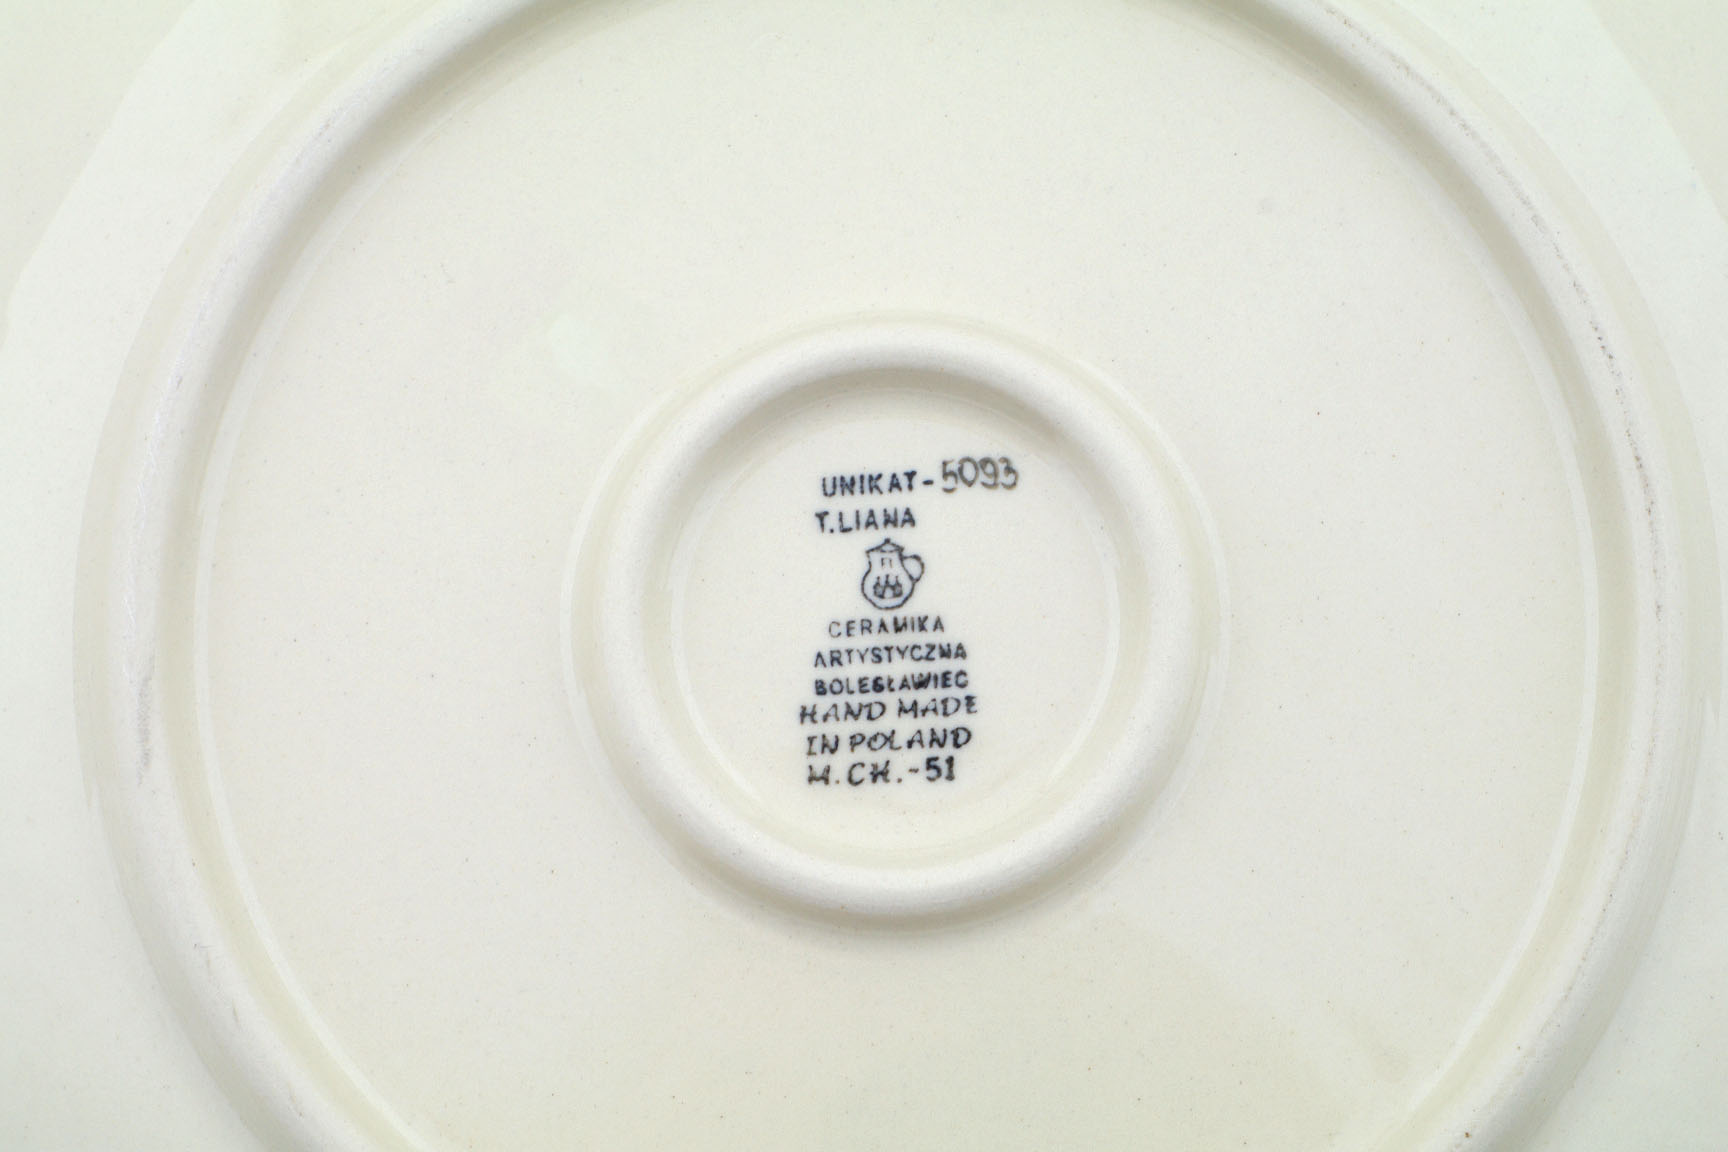 UNIKAT-5093
T.LIANA
CERAMIKA
ARTYSTYCZNA
BOLESŁAWIEC
HAND MADE
IN POLAND
M.CH.-51